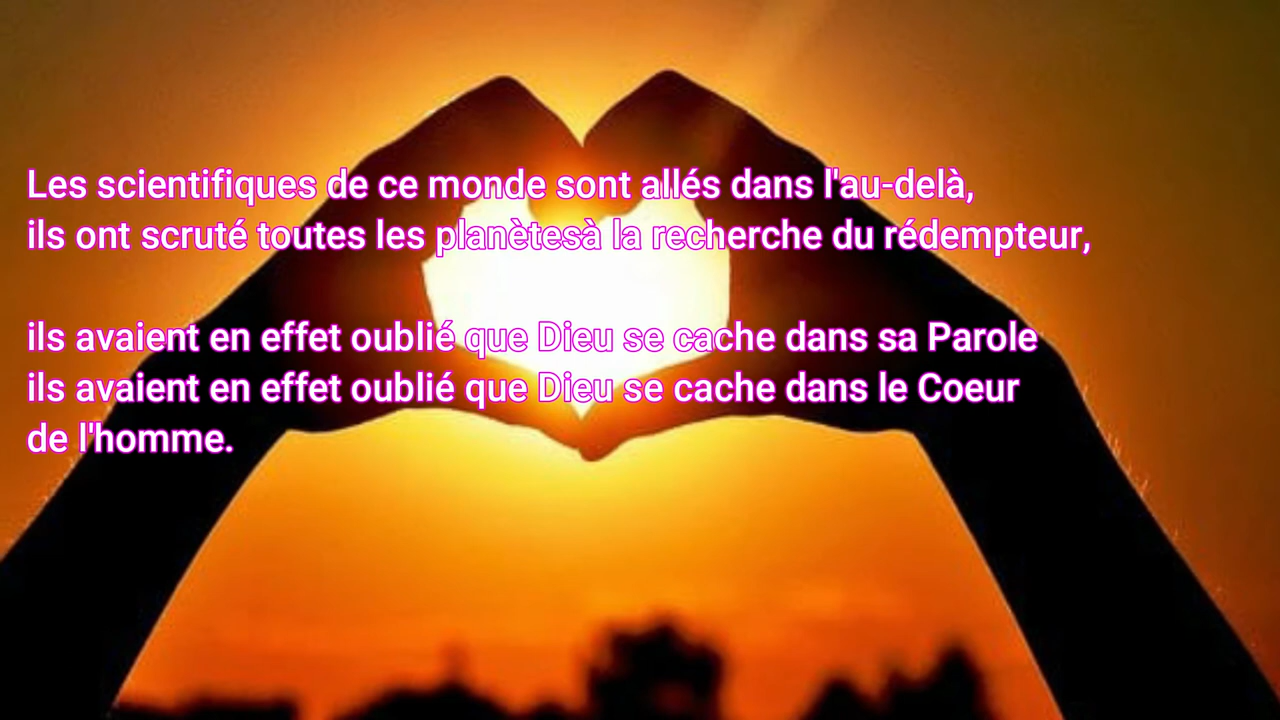 Les scientifiques de ce monde sont allés dans l'au-delà,
ils ont scruté toutes les planètesà la recherche du rédempteur,
ils avaient en effet oublié que Dieu se cache dans sa Parole
ils avaient en effet oublié que Dieu se cache dans le Coeur
de l'homme.